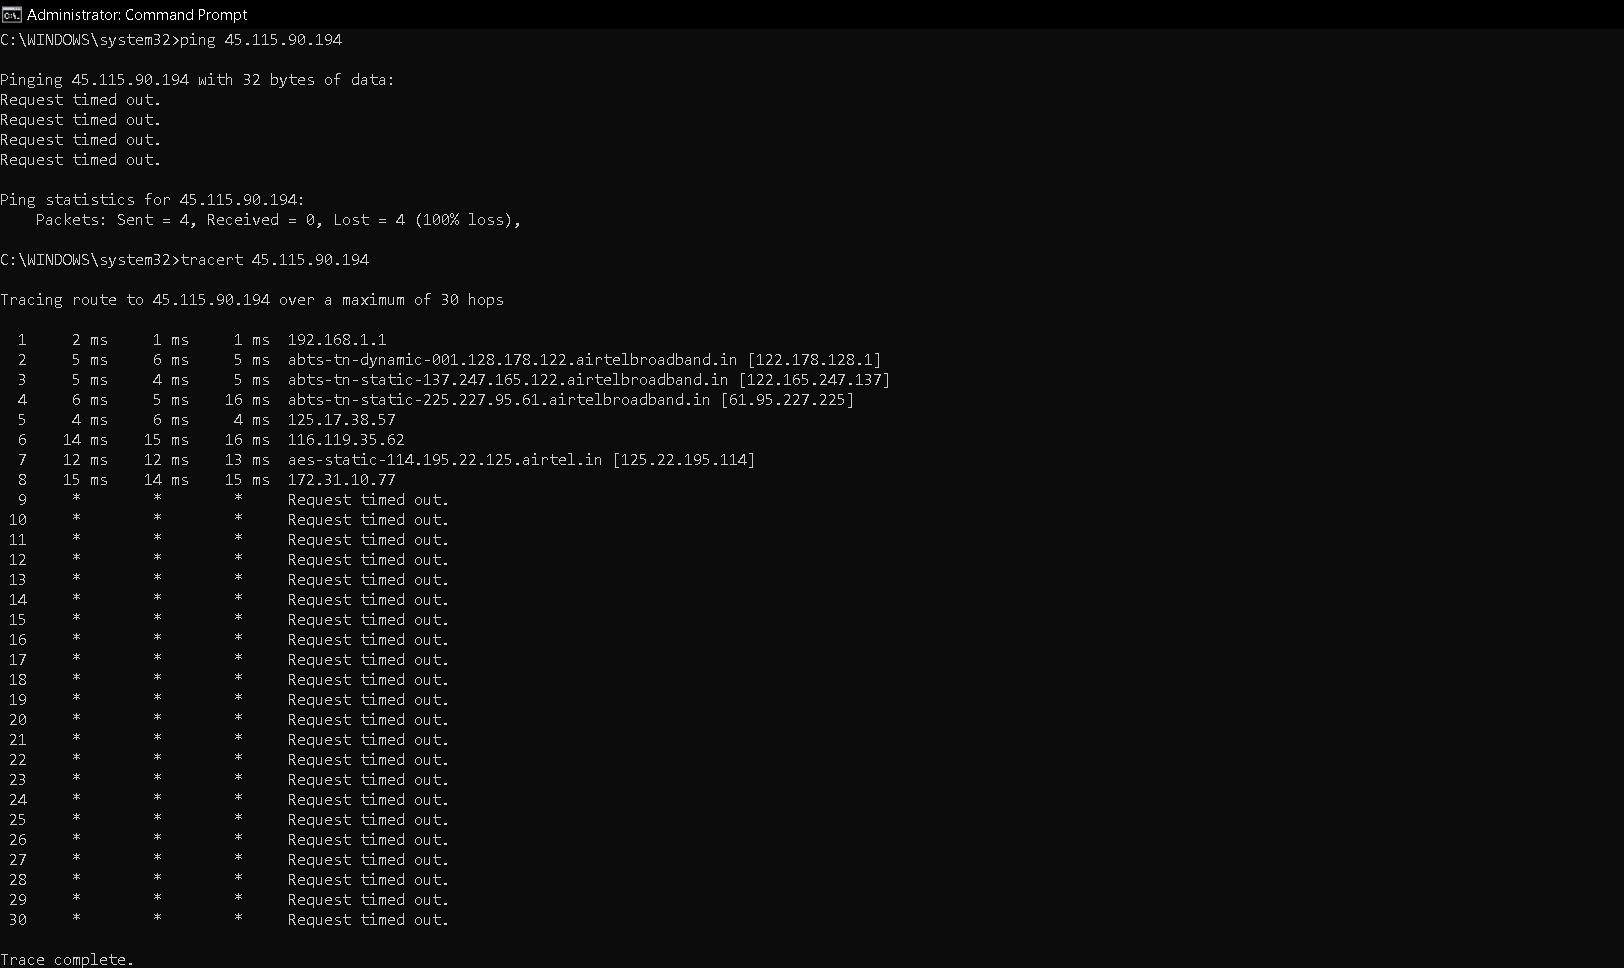 Administrator: Command Prompt
C:\WINDOWS\system32>ping 45.115.90.194
Pinging 45.115.90.194 with 32 bytes of data:
Request timed out.
Request timed out.
Request timed out.
Request timed out.
Ping statistics for 45.115.90.194:
    Packets: Sent = 4, Received = 0, Lost = 4 (100% loss),
C:\WINDOWS\system32>tracert 45.115.90.194
Tracing route to 45.115.90.194 over a maximum of 30 hops
  1     2 ms     1 ms     1 ms  192.168.1.1
  2     5 ms     6 ms     5 ms  abts-tn-dynamic-001.128.178.122.airtelbroadband.in [122.178.128.1]
  3     5 ms     4 ms     5 ms  abts-tn-static-137.247.165.122.airtelbroadband.in [122.165.247.137]
  4     6 ms     5 ms    16 ms  abts-tn-static-225.227.95.61.airtelbroadband.in [61.95.227.225]
  5     4 ms     6 ms     4 ms  125.17.38.57
  6    14 ms    15 ms    16 ms  116.119.35.62
  7    12 ms    12 ms    13 ms  aes-static-114.195.22.125.airtel.in [125.22.195.114]
  8    15 ms    14 ms    15 ms  172.31.10.77
  9     *        *        *     Request timed out.
 10     *        *        *     Request timed out.
 11     *        *        *     Request timed out.
 12     *        *        *     Request timed out.
 13     *        *        *     Request timed out.
 14     *        *        *     Request timed out.
 15     *        *        *     Request timed out.
 16     *        *        *     Request timed out.
 17     *        *        *     Request timed out.
 18     *        *        *     Request timed out.
 19     *        *        *     Request timed out.
 20     *        *        *     Request timed out.
 21     *        *        *     Request timed out.
 22     *        *        *     Request timed out.
 23     *        *        *     Request timed out.
 24     *        *        *     Request timed out.
 25     *        *        *     Request timed out.
 26     *        *        *     Request timed out.
 27     *        *        *     Request timed out.
 28     *        *        *     Request timed out.
 29     *        *        *     Request timed out.
 30     *        *        *     Request timed out.
Trace complete.